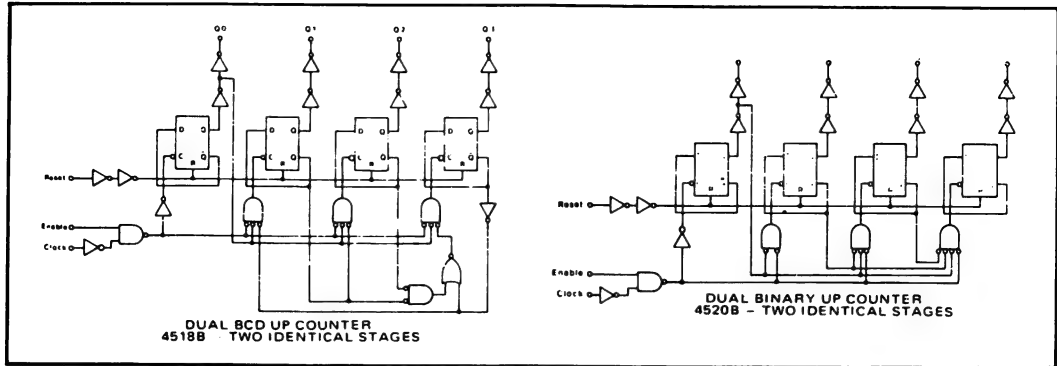 Q0 Q1 Q2 Q3
D Q D Q D Q D Q
C Q C Q C Q C Q
R R R R
Reset
Enable
Clock
DUAL BCD UP COUNTER
4518B - TWO IDENTICAL STAGES
Reset
Enable
Clock
DUAL BINARY UP COUNTER
4520B - TWO IDENTICAL STAGES